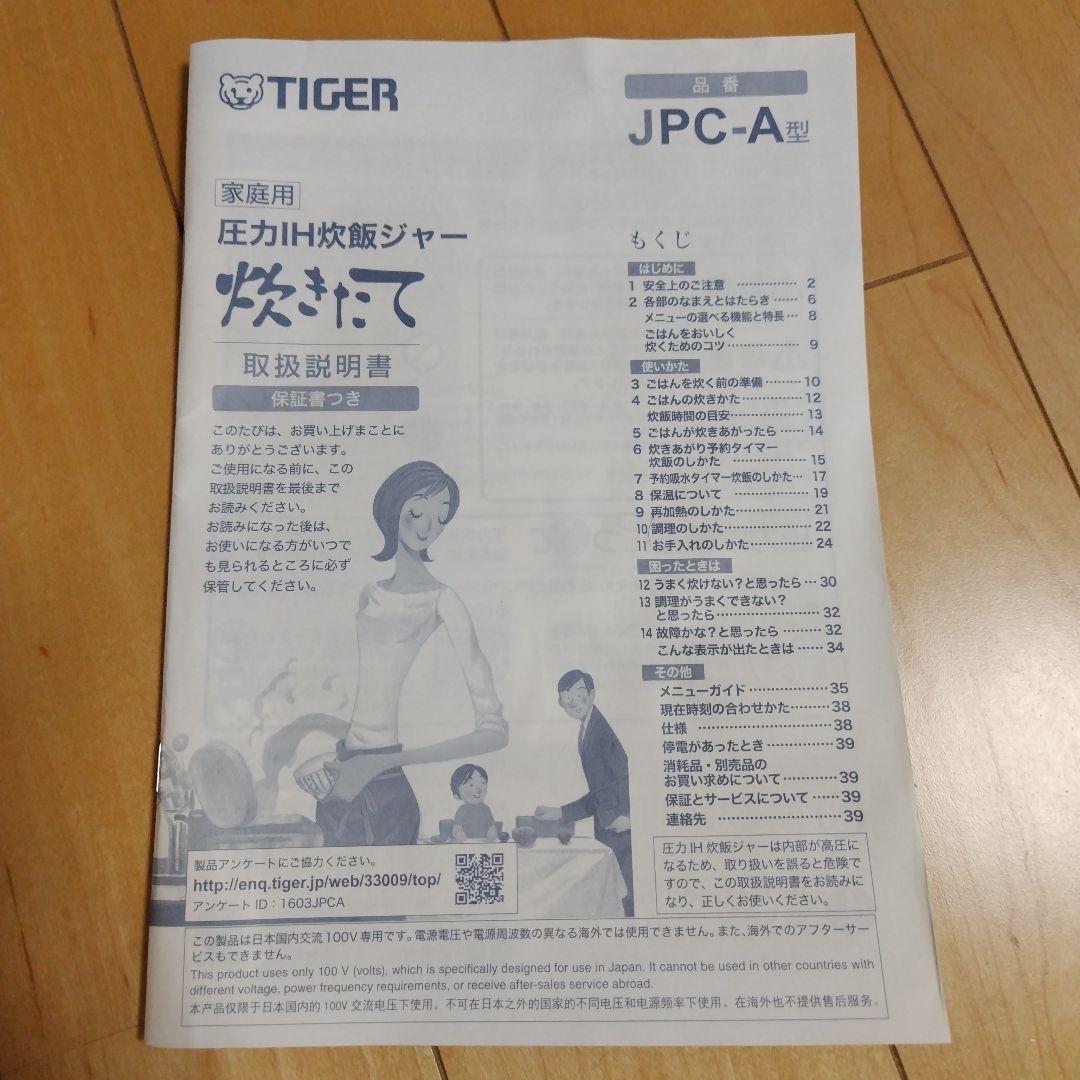 TIGER
品番
JPC-A型
家庭用
圧力IH炊飯ジャー
炊きたて
取扱説明書
保証書つき
このたびは、お買い上げまことに
ありがとうございます。
ご使用になる前に、この
取扱説明書を最後まで
お読みください。
お読みになった後は、
お使いになる方がいつで
も見られるところに必ず
保管してください。
もくじ
はじめに
1 安全上のご注意 …………… 2
2 各部のなまえとはたらき …… 6
メニューの選べる機能と特長… 8
ごはんをおいしく
炊くためのコツ……………… 9
使いかた
3 ごはんを炊く前の準備……… 10
4 ごはんの炊きかた…………… 12
炊飯時間の目安……………… 13
5 ごはんが炊きあがったら …… 14
6 炊きあがり予約タイマー
炊飯のしかた ……………… 15
7 予約吸水タイマー炊飯のしかた… 17
8 保温について ……………… 19
9 再加熱のしかた……………… 21
10 調理のしかた………………… 22
11 お手入れのしかた…………… 24
困ったときは
12 うまく炊けない？と思ったら … 30
13 調理がうまくできない？
と思ったら…………………… 32
14 故障かな？と思ったら ……… 32
こんな表示が出たときは …… 34
その他
メニューガイド……………… 35
現在時刻の合わせかた……… 38
仕様 ………………………… 38
停電があったとき…………… 39
消耗品・別売品の
お買い求めについて………… 39
保証とサービスについて …… 39
連絡先 ……………………… 39
圧力IH炊飯ジャーは内部が高圧に
なるため、取り扱いを誤ると危険で
すので、この取扱説明書をお読みに
なり、正しくお使いください。
TIGER
製品アンケートにご協力ください。
http://enq.tiger.jp/web/33009/top/
アンケートID：1603JPCA
この製品は日本国内交流100V専用です。電源電圧や電源周波数の異なる海外では使用できません。また、海外でのアフターサー
ビスもできません。
This product uses only 100 V (volts), which is specifically designed for use in Japan. It cannot be used in other countries with
different voltage, power frequency requirements, or receive after-sales service abroad.
本产品仅限于日本国内的100V交流电压下使用。不可在日本之外的国家的不同电压和电源频率下使用。在海外也不提供售后服务。